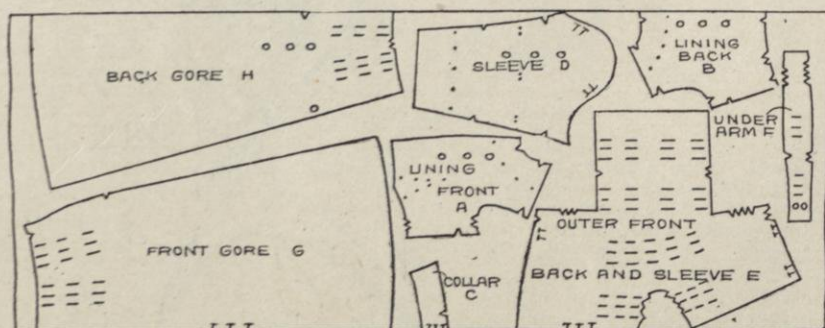 BACK GORE H
SLEEVE D
LINING
BACK
B
UNDER
ARM F
LINING
FRONT
A
OUTER FRONT
FRONT GORE G
BACK AND SLEEVE E
COLLAR
C